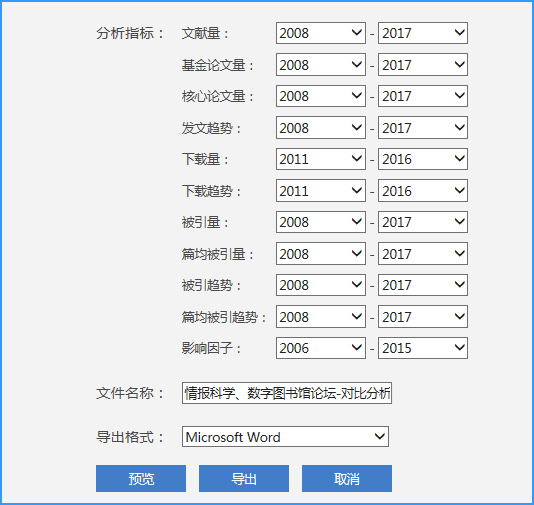 分析指标： 文献量： 2008 - 2017
基金论文量： 2008 - 2017
核心论文量： 2008 - 2017
发文趋势： 2008 - 2017
下载量： 2011 - 2016
下载趋势： 2011 - 2016
被引量： 2008 - 2017
篇均被引量： 2008 - 2017
被引趋势： 2008 - 2017
篇均被引趋势： 2008 - 2017
影响因子： 2006 - 2015
文件名称： 情报科学、数字图书馆论坛-对比分析
导出格式： Microsoft Word
预览 导出 取消